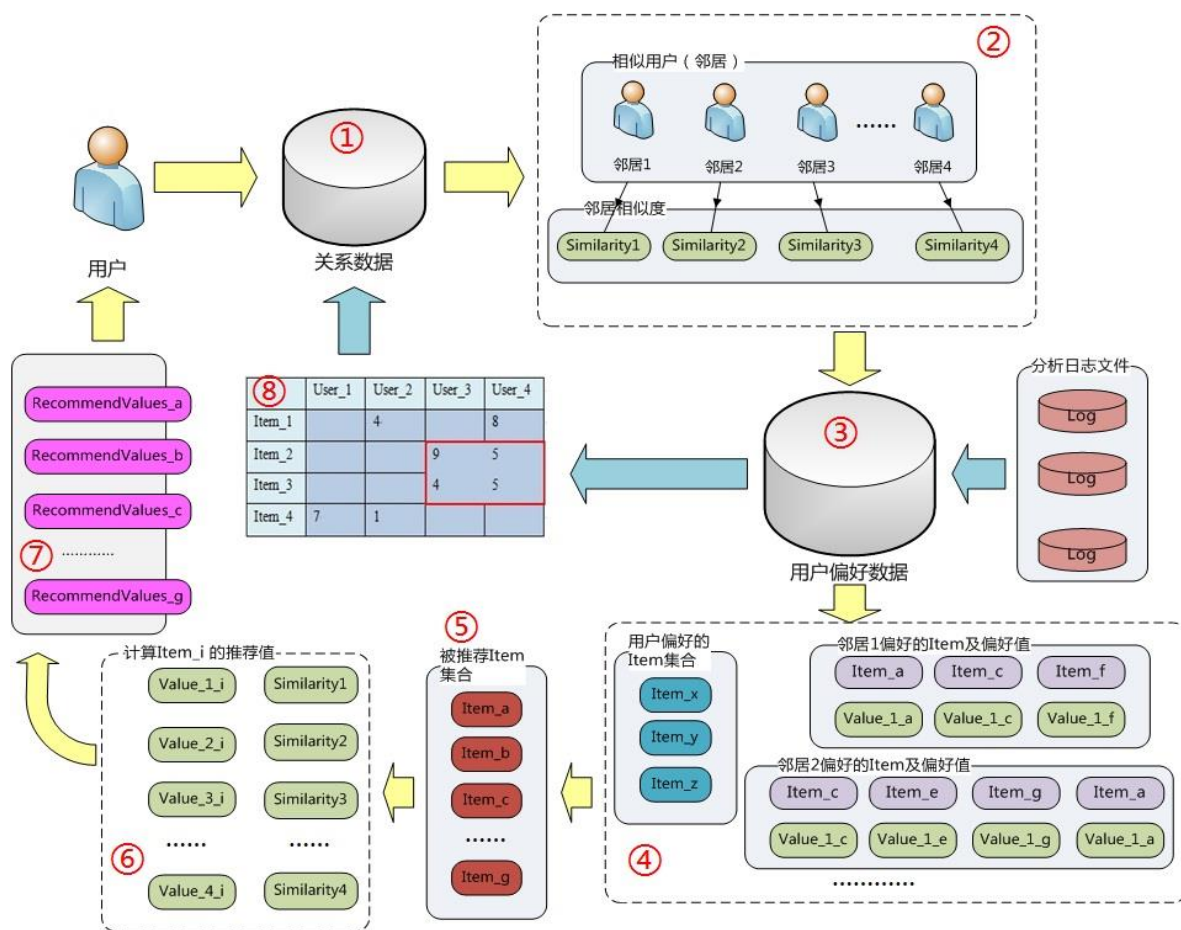 ②
相似用户（邻居）
①
......
邻居1 邻居2 邻居3 邻居4
邻居相似度
Similarity1 Similarity2 Similarity3 Similarity4
用户
关系数据
分析日志文件
RecommendValues_a
RecommendValues_b
RecommendValues_c
............
⑦
RecommendValues_g
⑧ User_1 User_2 User_3 User_4
Item_1 4 8
Item_2 9 5
Item_3 4 5
Item_4 7 1
③
Log
Log
Log
用户偏好数据
④
用户偏好的
Item集合
Item_x
Item_y
Item_z
邻居1偏好的Item及偏好值
Item_a Item_c Item_f
Value_1_a Value_1_c Value_1_f
邻居2偏好的Item及偏好值
Item_c Item_e Item_g Item_a
Value_1_c Value_1_e Value_1_g Value_1_a
............
⑤
被推荐Item
集合
Item_a
Item_b
Item_c
......
Item_g
计算Item_i 的推荐值
Value_1_i Similarity1
Value_2_i Similarity2
Value_3_i Similarity3
...... ......
⑥
Value_4_i Similarity4